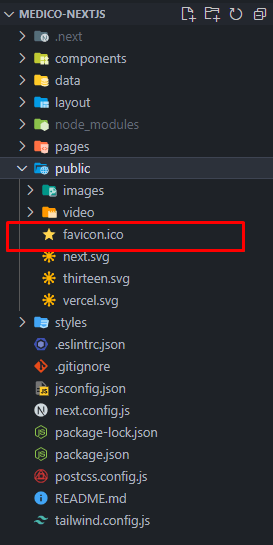 MEDICO-NEXTJS
.next
components
data
layout
node_modules
pages
public
images
video
favicon.ico
next.svg
thirteen.svg
vercel.svg
styles
.eslintrc.json
.gitignore
jsconfig.json
next.config.js
package-lock.json
package.json
postcss.config.js
README.md
tailwind.config.js